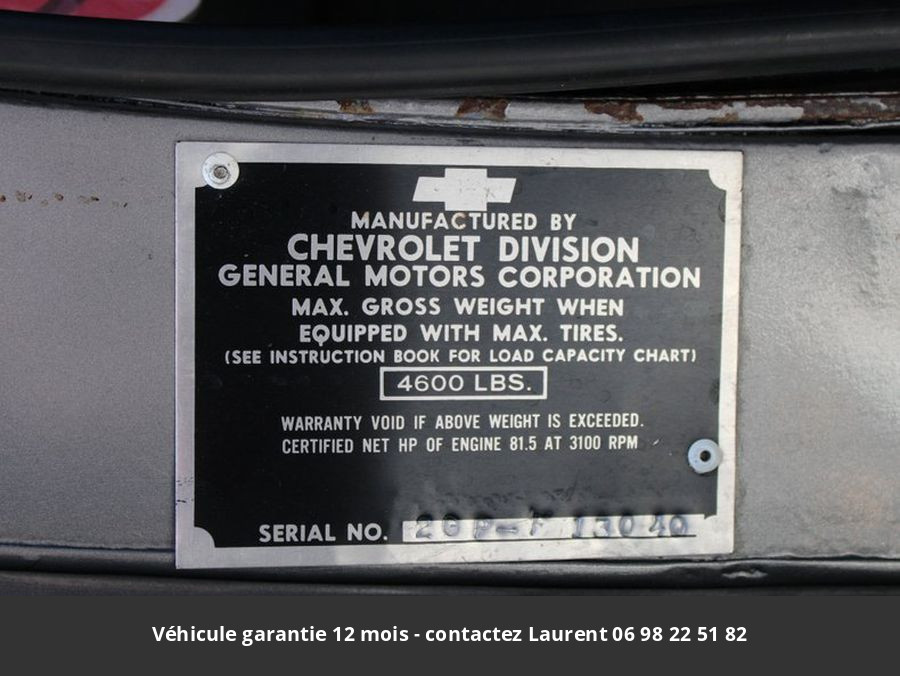 MANUFACTURED BY
CHEVROLET DIVISION
GENERAL MOTORS CORPORATION
MAX. GROSS WEIGHT WHEN
EQUIPPED WITH MAX. TIRES.
(SEE INSTRUCTION BOOK FOR LOAD CAPACITY CHART)
4600 LBS.
WARRANTY VOID IF ABOVE WEIGHT IS EXCEEDED.
CERTIFIED NET HP OF ENGINE 81.5 AT 3100 RPM
SERIAL NO.
Véhicule garantie 12 mois - contactez Laurent 06 98 22 51 82